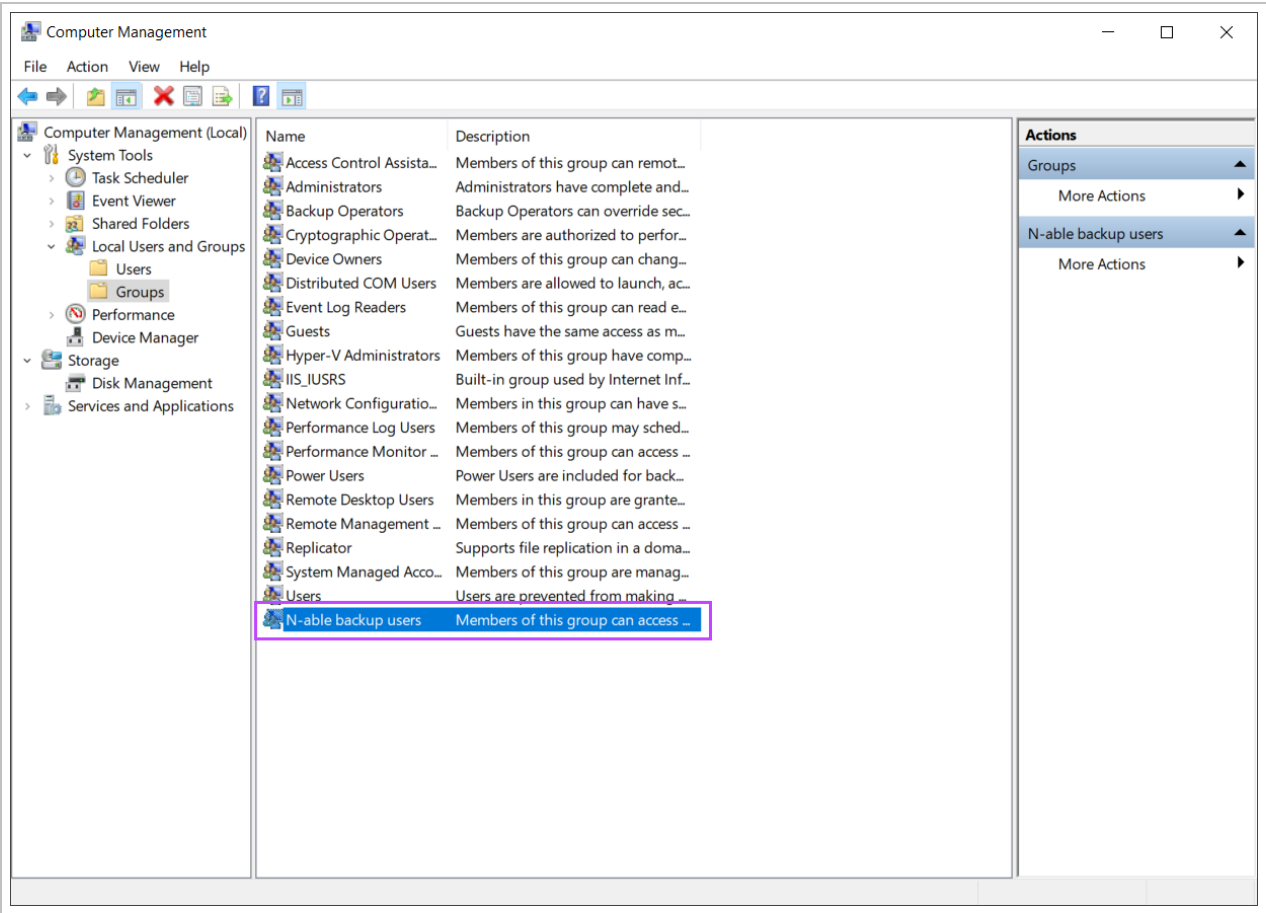 Computer Management
File Action View Help
Computer Management (Local)
System Tools
Task Scheduler
Event Viewer
Shared Folders
Local Users and Groups
Users
Groups
Performance
Device Manager
Storage
Disk Management
Services and Applications
Name Description
Access Control Assista... Members of this group can remot...
Administrators Administrators have complete and...
Backup Operators Backup Operators can override sec...
Cryptographic Operat... Members are authorized to perfor...
Device Owners Members of this group can chang...
Distributed COM Users Members are allowed to launch, ac...
Event Log Readers Members of this group can read e...
Guests Guests have the same access as m...
Hyper-V Administrators Members of this group have comp...
IIS_IUSRS Built-in group used by Internet Inf...
Network Configuratio... Members in this group can have s...
Performance Log Users Members of this group may sched...
Performance Monitor ... Members of this group can access ...
Power Users Power Users are included for back...
Remote Desktop Users Members in this group are grante...
Remote Management ... Members of this group can access ...
Replicator Supports file replication in a doma...
System Managed Acco... Members of this group are manag...
Users Users are prevented from making ...
N-able backup users Members of this group can access ...
Actions
Groups
More Actions
N-able backup users
More Actions